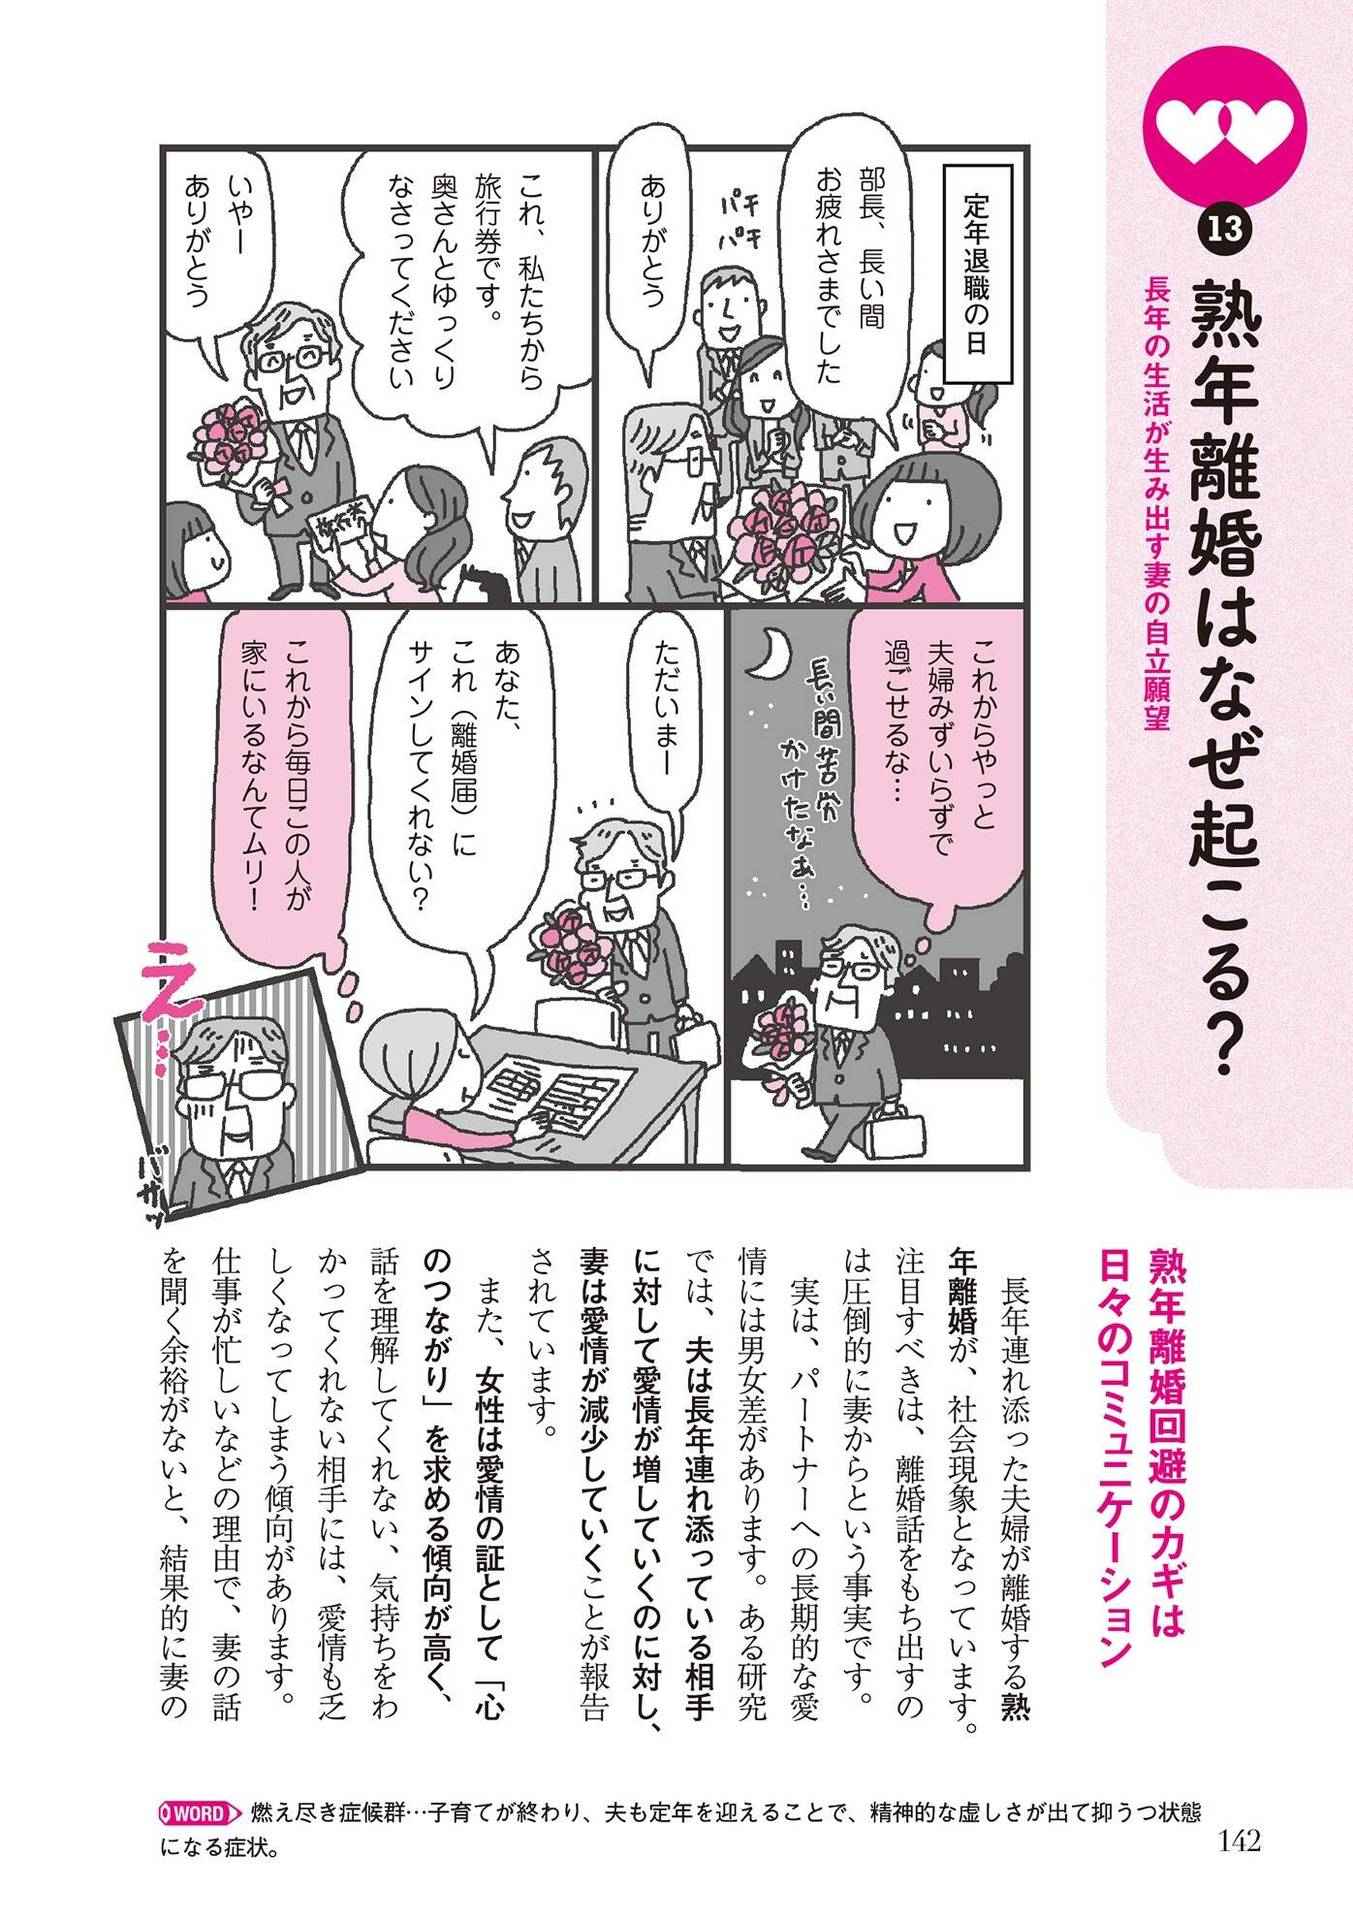 13
熟年離婚はなぜ起こる？
長年の生活が生み出す妻の自立願望
定年退職の日
部長、長い間
お疲れさまでした
パチ
パチ
ありがとう
これ、私たちから
旅行券です。
奥さんとゆっくり
なさってください
旅行券
いやー
ありがとう
これからやっと
夫婦みずいらずで
過ごせるな…
長い間苦労
かけたなぁ…
ただいまー
あなた、
これ（離婚届）に
サインしてくれない？
これから毎日この人が
家にいるなんてムリ！
え…
バサッ
熟年離婚回避のカギは
日々のコミュニケーション
長年連れ添った夫婦が離婚する熟
年離婚が、社会現象となっています。
注目すべきは、離婚話をもち出すの
は圧倒的に妻からという事実です。
実は、パートナーへの長期的な愛
情には男女差があります。ある研究
では、夫は長年連れ添っている相手
に対して愛情が増していくのに対し、
妻は愛情が減少していくことが報告
されています。
また、女性は愛情の証として「心
のつながり」を求める傾向が高く、
話を理解してくれない、気持ちをわ
かってくれない相手には、愛情も乏
しくなってしまう傾向があります。
仕事が忙しいなどの理由で、妻の話
を聞く余裕がないと、結果的に妻の
WORD 燃え尽き症候群…子育てが終わり、夫も定年を迎えることで、精神的な虚しさが出て抑うつ状態
になる症状。
142